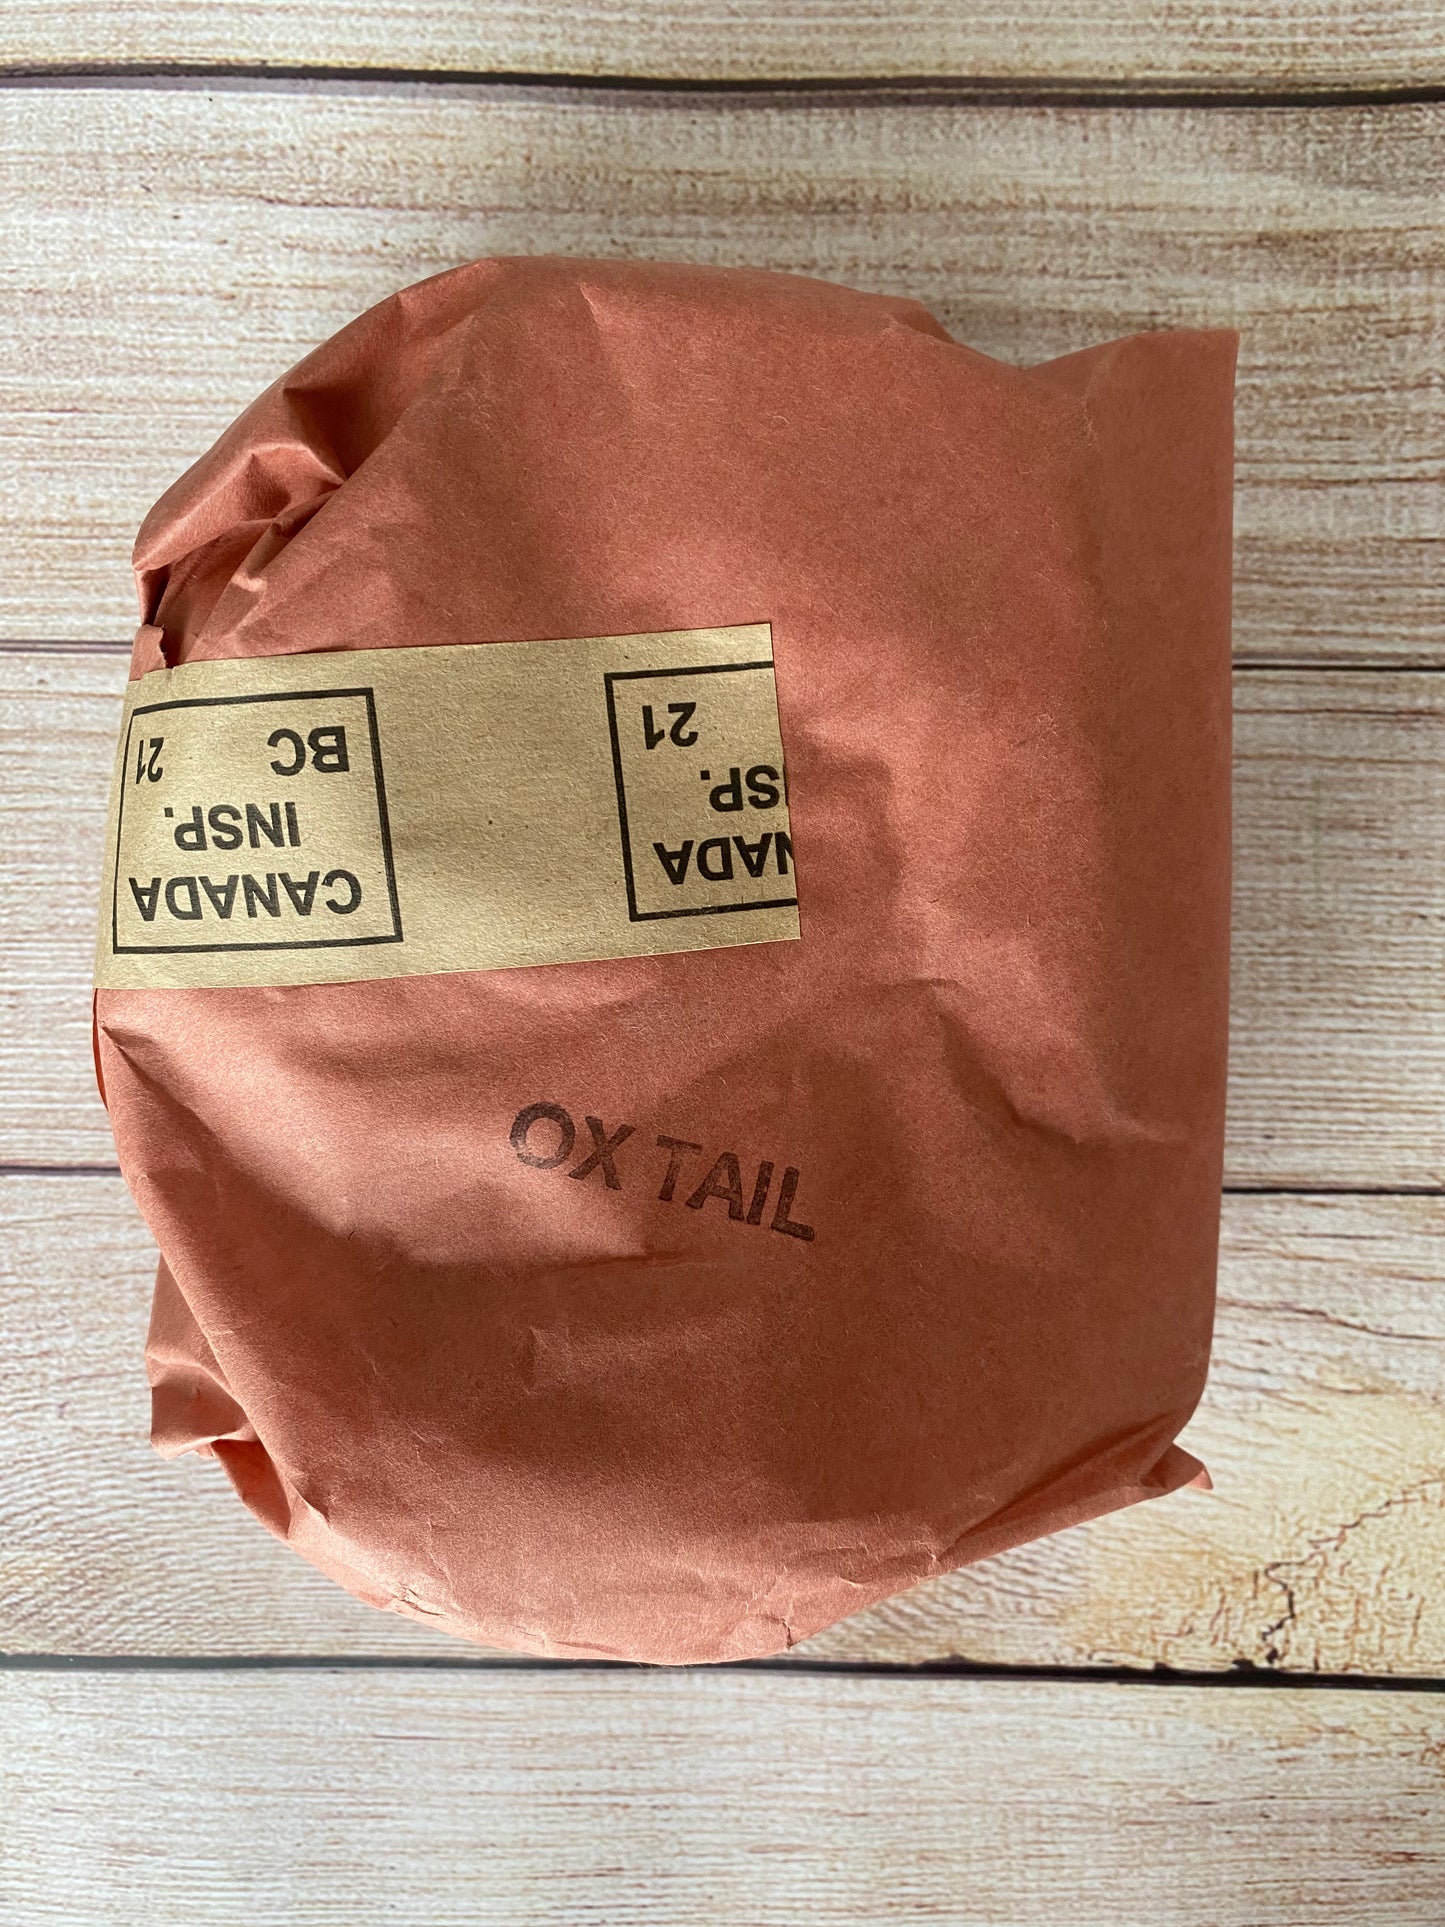 CANADA
INSP.
BC 21
NADA
SP.
21
OX TAIL